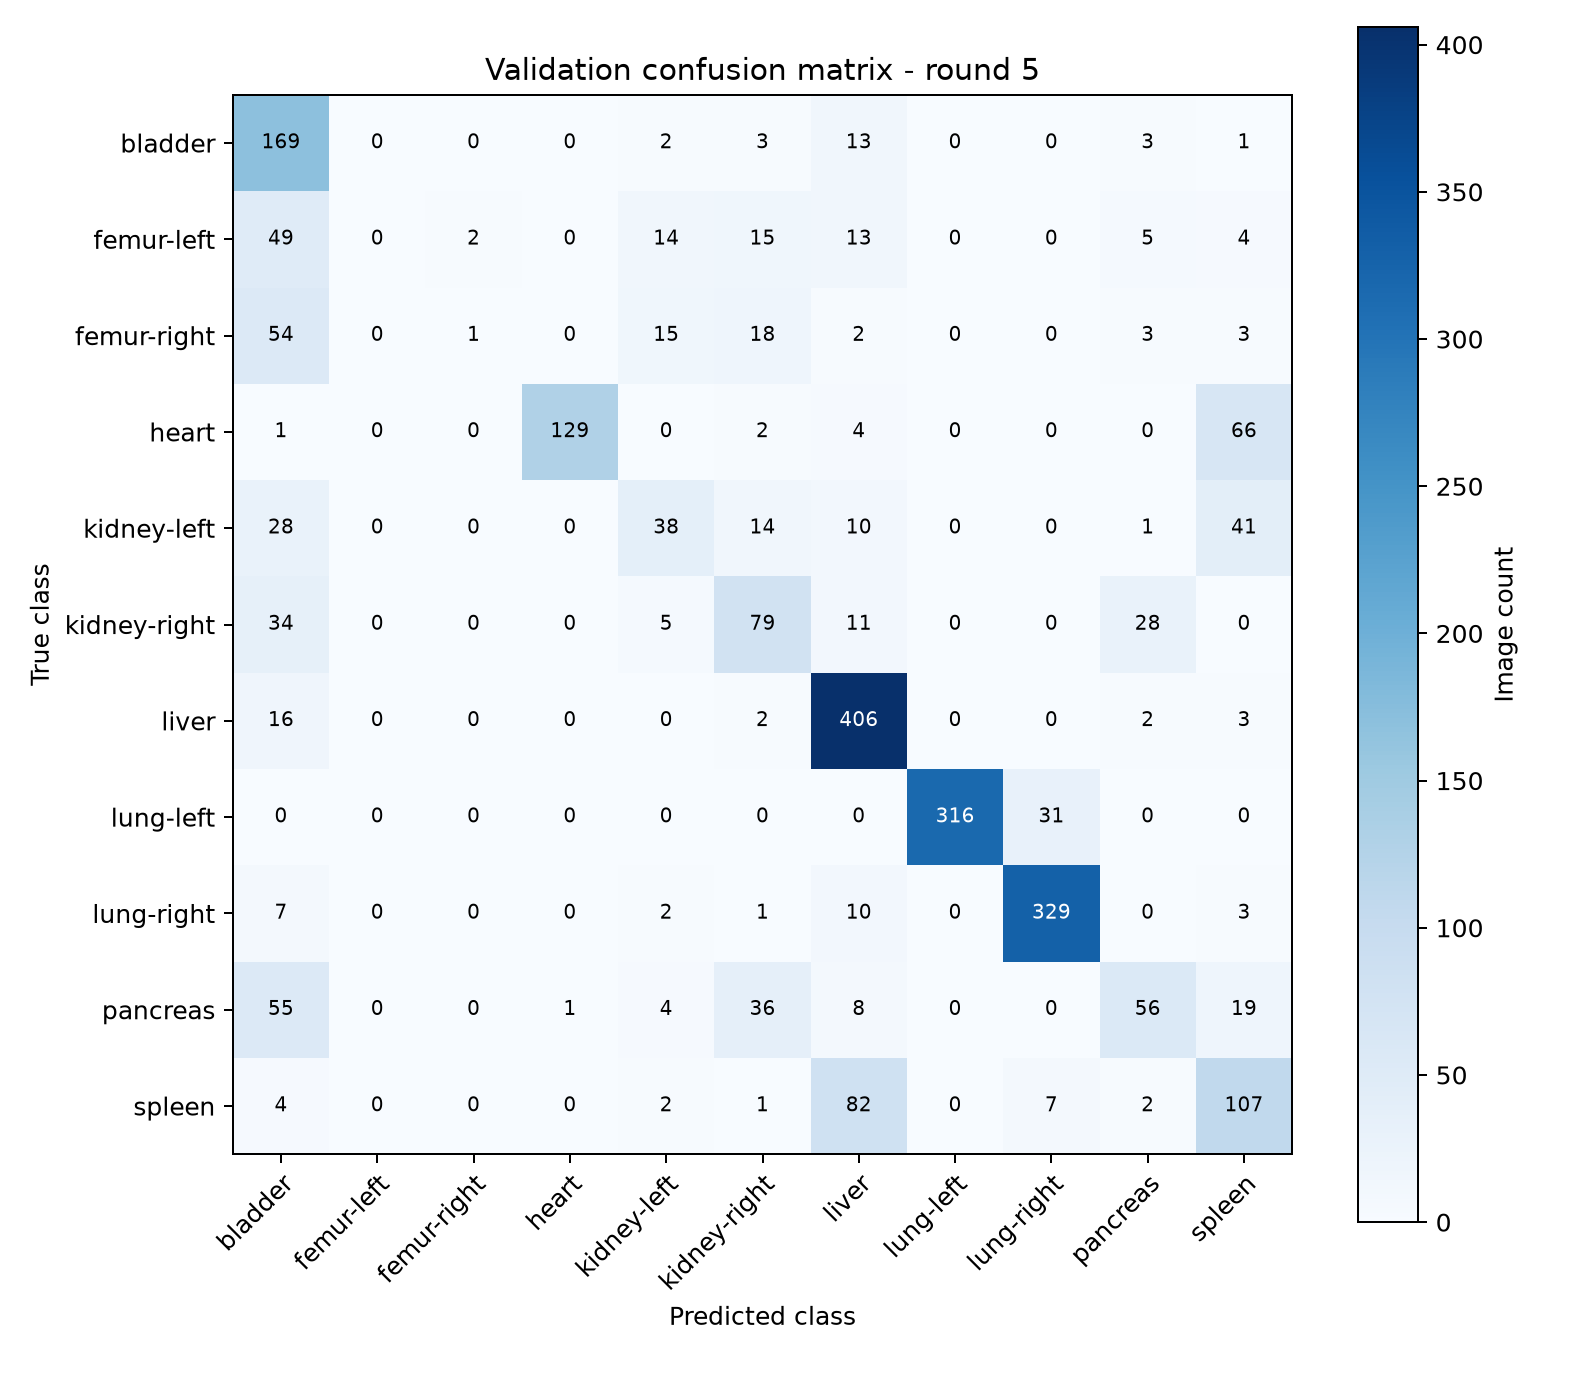 Validation confusion matrix - round 5
True class
bladder 169 0 0 0 2 3 13 0 0 3 1
femur-left 49 0 2 0 14 15 13 0 0 5 4
femur-right 54 0 1 0 15 18 2 0 0 3 3
heart 1 0 0 129 0 2 4 0 0 0 66
kidney-left 28 0 0 0 38 14 10 0 0 1 41
kidney-right 34 0 0 0 5 79 11 0 0 28 0
liver 16 0 0 0 0 2 406 0 0 2 3
lung-left 0 0 0 0 0 0 0 316 31 0 0
lung-right 7 0 0 0 2 1 10 0 329 0 3
pancreas 55 0 0 1 4 36 8 0 0 56 19
spleen 4 0 0 0 2 1 82 0 7 2 107
bladder femur-left femur-right heart kidney-left kidney-right liver lung-left lung-right pancreas spleen
Predicted class
400
350
300
250
200
150
100
50
0
Image count